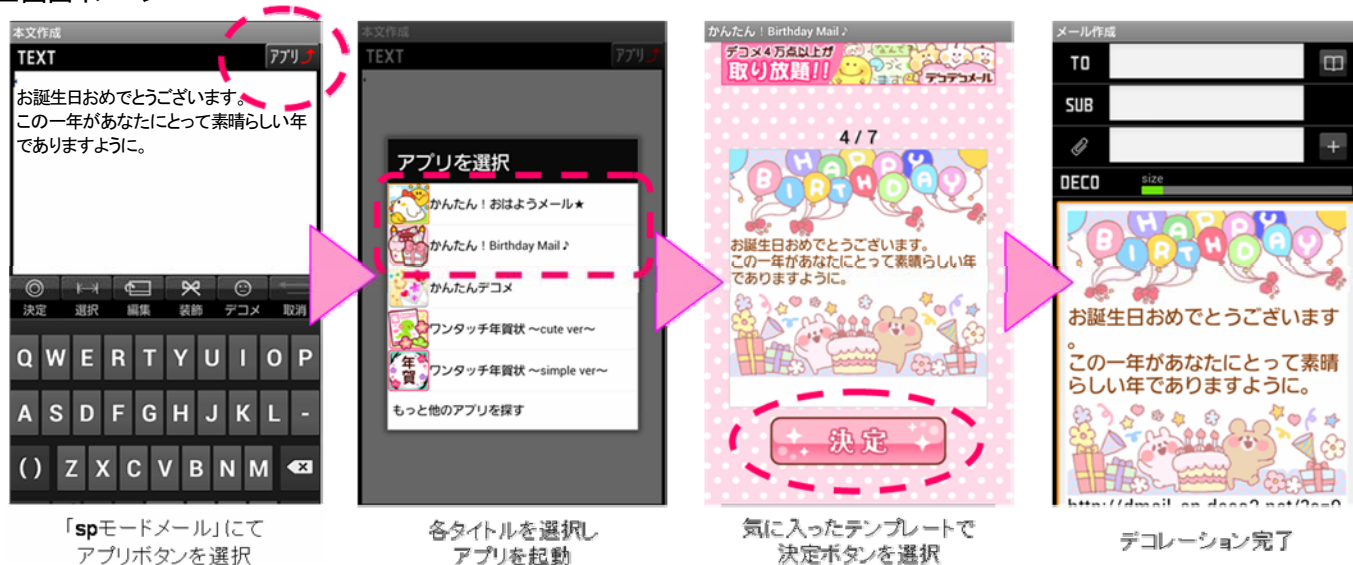 本文作成
TEXT
アプリ
お誕生日おめでとうございます。
この一年があなたにとって素晴らしい年
でありますように。
決定
選択
編集
装飾
デコメ
取消
Q W E R T Y U I O P
A S D F G H J K L -
( ) Z X C V B N M
「spモードメール」にて
アプリボタンを選択
本文作成
TEXT
アプリ
アプリを選択
かんたん!おはようメール★
かんたん!Birthday Mail♪
かんたんデコメ
ワンタッチ年賀状 ～cute ver～
年賀
ワンタッチ年賀状 ～simple ver～
もっと他のアプリを探す
各タイトルを選択し
アプリを起動
かんたん!Birthday Mail♪
デコメ4万点以上が
取り放題!!
デコデコメール
4 / 7
HAPPY
BIRTHDAY
お誕生日おめでとうございます。
この一年があなたにとって素晴らしい年
でありますように。
決定
気に入ったテンプレートで
決定ボタンを選択
メール作成
TO
SUB
+
DECO
size
HAPPY
BIRTHDAY
お誕生日おめでとうございます
。
この一年があなたにとって素晴
らしい年でありますように。
デコレーション完了